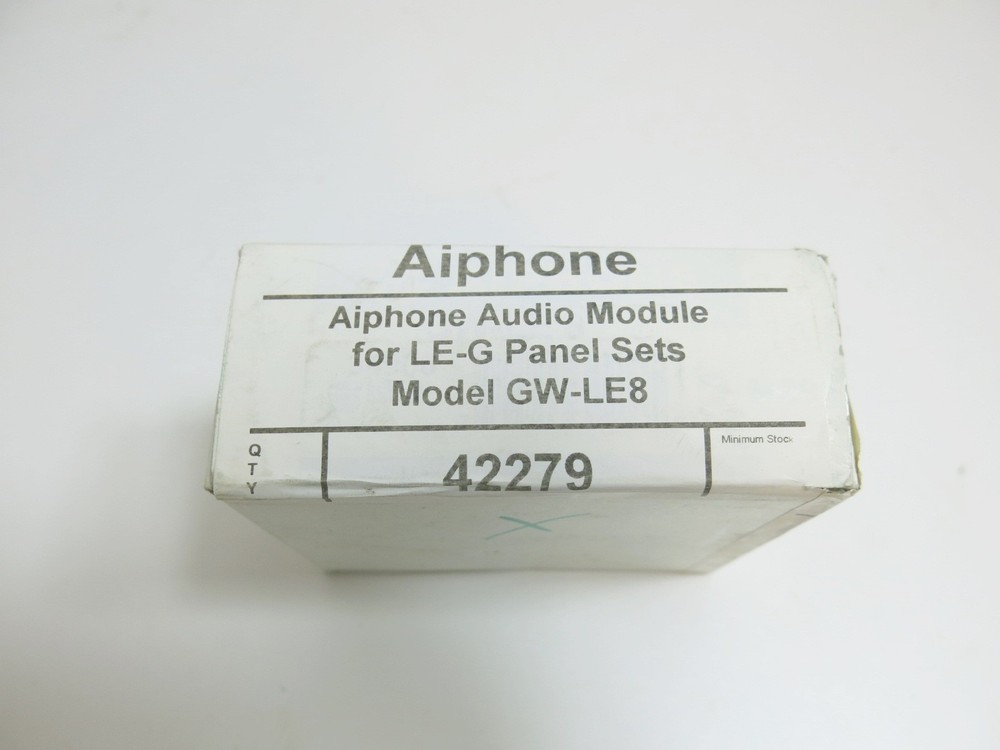 Aiphone
Aiphone Audio Module
for LE-G Panel Sets
Model GW-LE8
QTY
42279
Minimum Stock